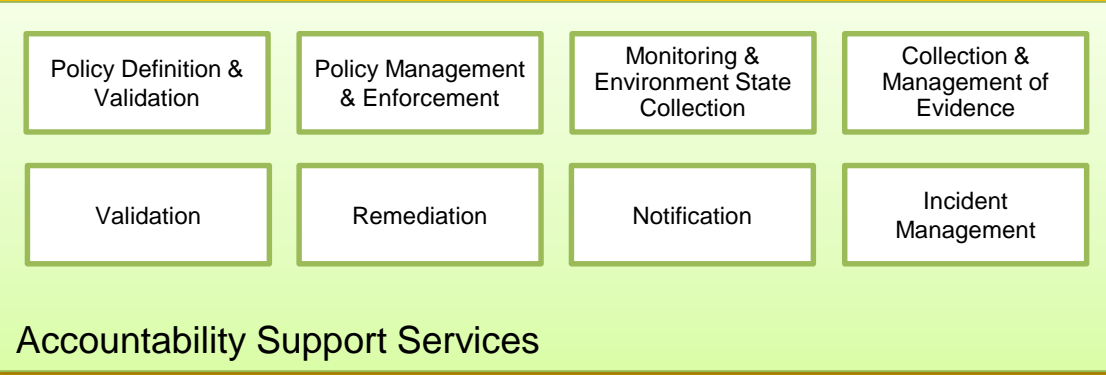 Policy Definition &
Validation
Policy Management
& Enforcement
Monitoring &
Environment State
Collection
Collection &
Management of
Evidence
Validation
Remediation
Notification
Incident
Management
Accountability Support Services